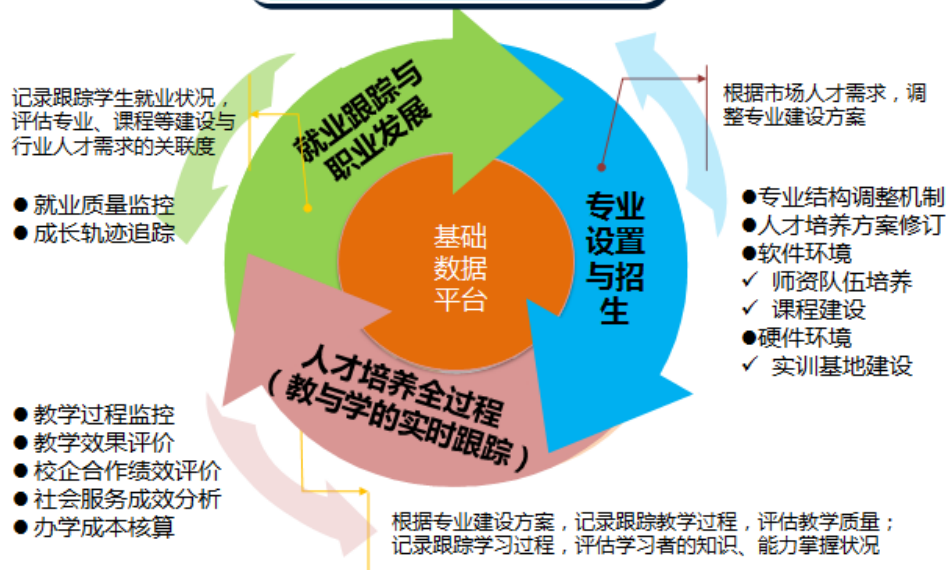 记录跟踪学生就业状况，
评估专业、课程等建设与
行业人才需求的关联度
●就业质量监控
●成长轨迹追踪
就业跟踪与
职业发展
根据市场人才需求，调
整专业建设方案
专业
设置
与招
生
●专业结构调整机制
●人才培养方案修订
●软件环境
✓ 师资队伍培养
✓ 课程建设
●硬件环境
✓ 实训基地建设
基础
数据
平台
人才培养全过程
（教与学的实时跟踪）
●教学过程监控
●教学效果评价
●校企合作绩效评价
●社会服务成效分析
●办学成本核算
根据专业建设方案，记录跟踪教学过程，评估教学质量；
记录跟踪学习过程，评估学习者的知识、能力掌握状况